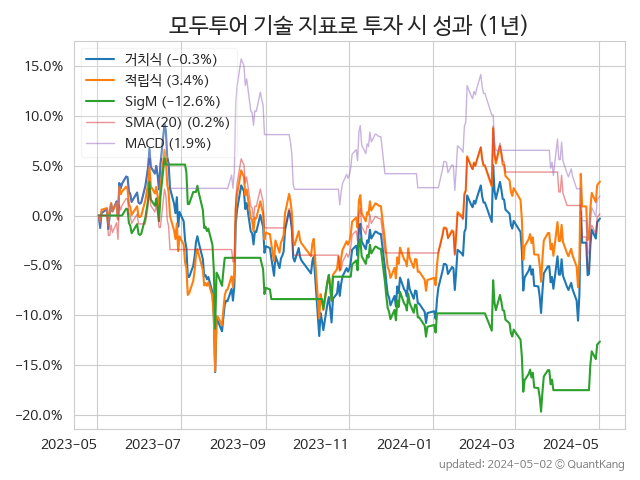 모두투어 기술 지표로 투자 시 성과 (1년)
거치식 (−0.3%)
적립식 (3.4%)
SigM (−12.6%)
SMA(20) (0.2%)
MACD (1.9%)
15.0%
10.0%
5.0%
0.0%
−5.0%
−10.0%
−15.0%
−20.0%
2023-05 2023-07 2023-09 2023-11 2024-01 2024-03 2024-05
updated: 2024-05-02 © QuantKang